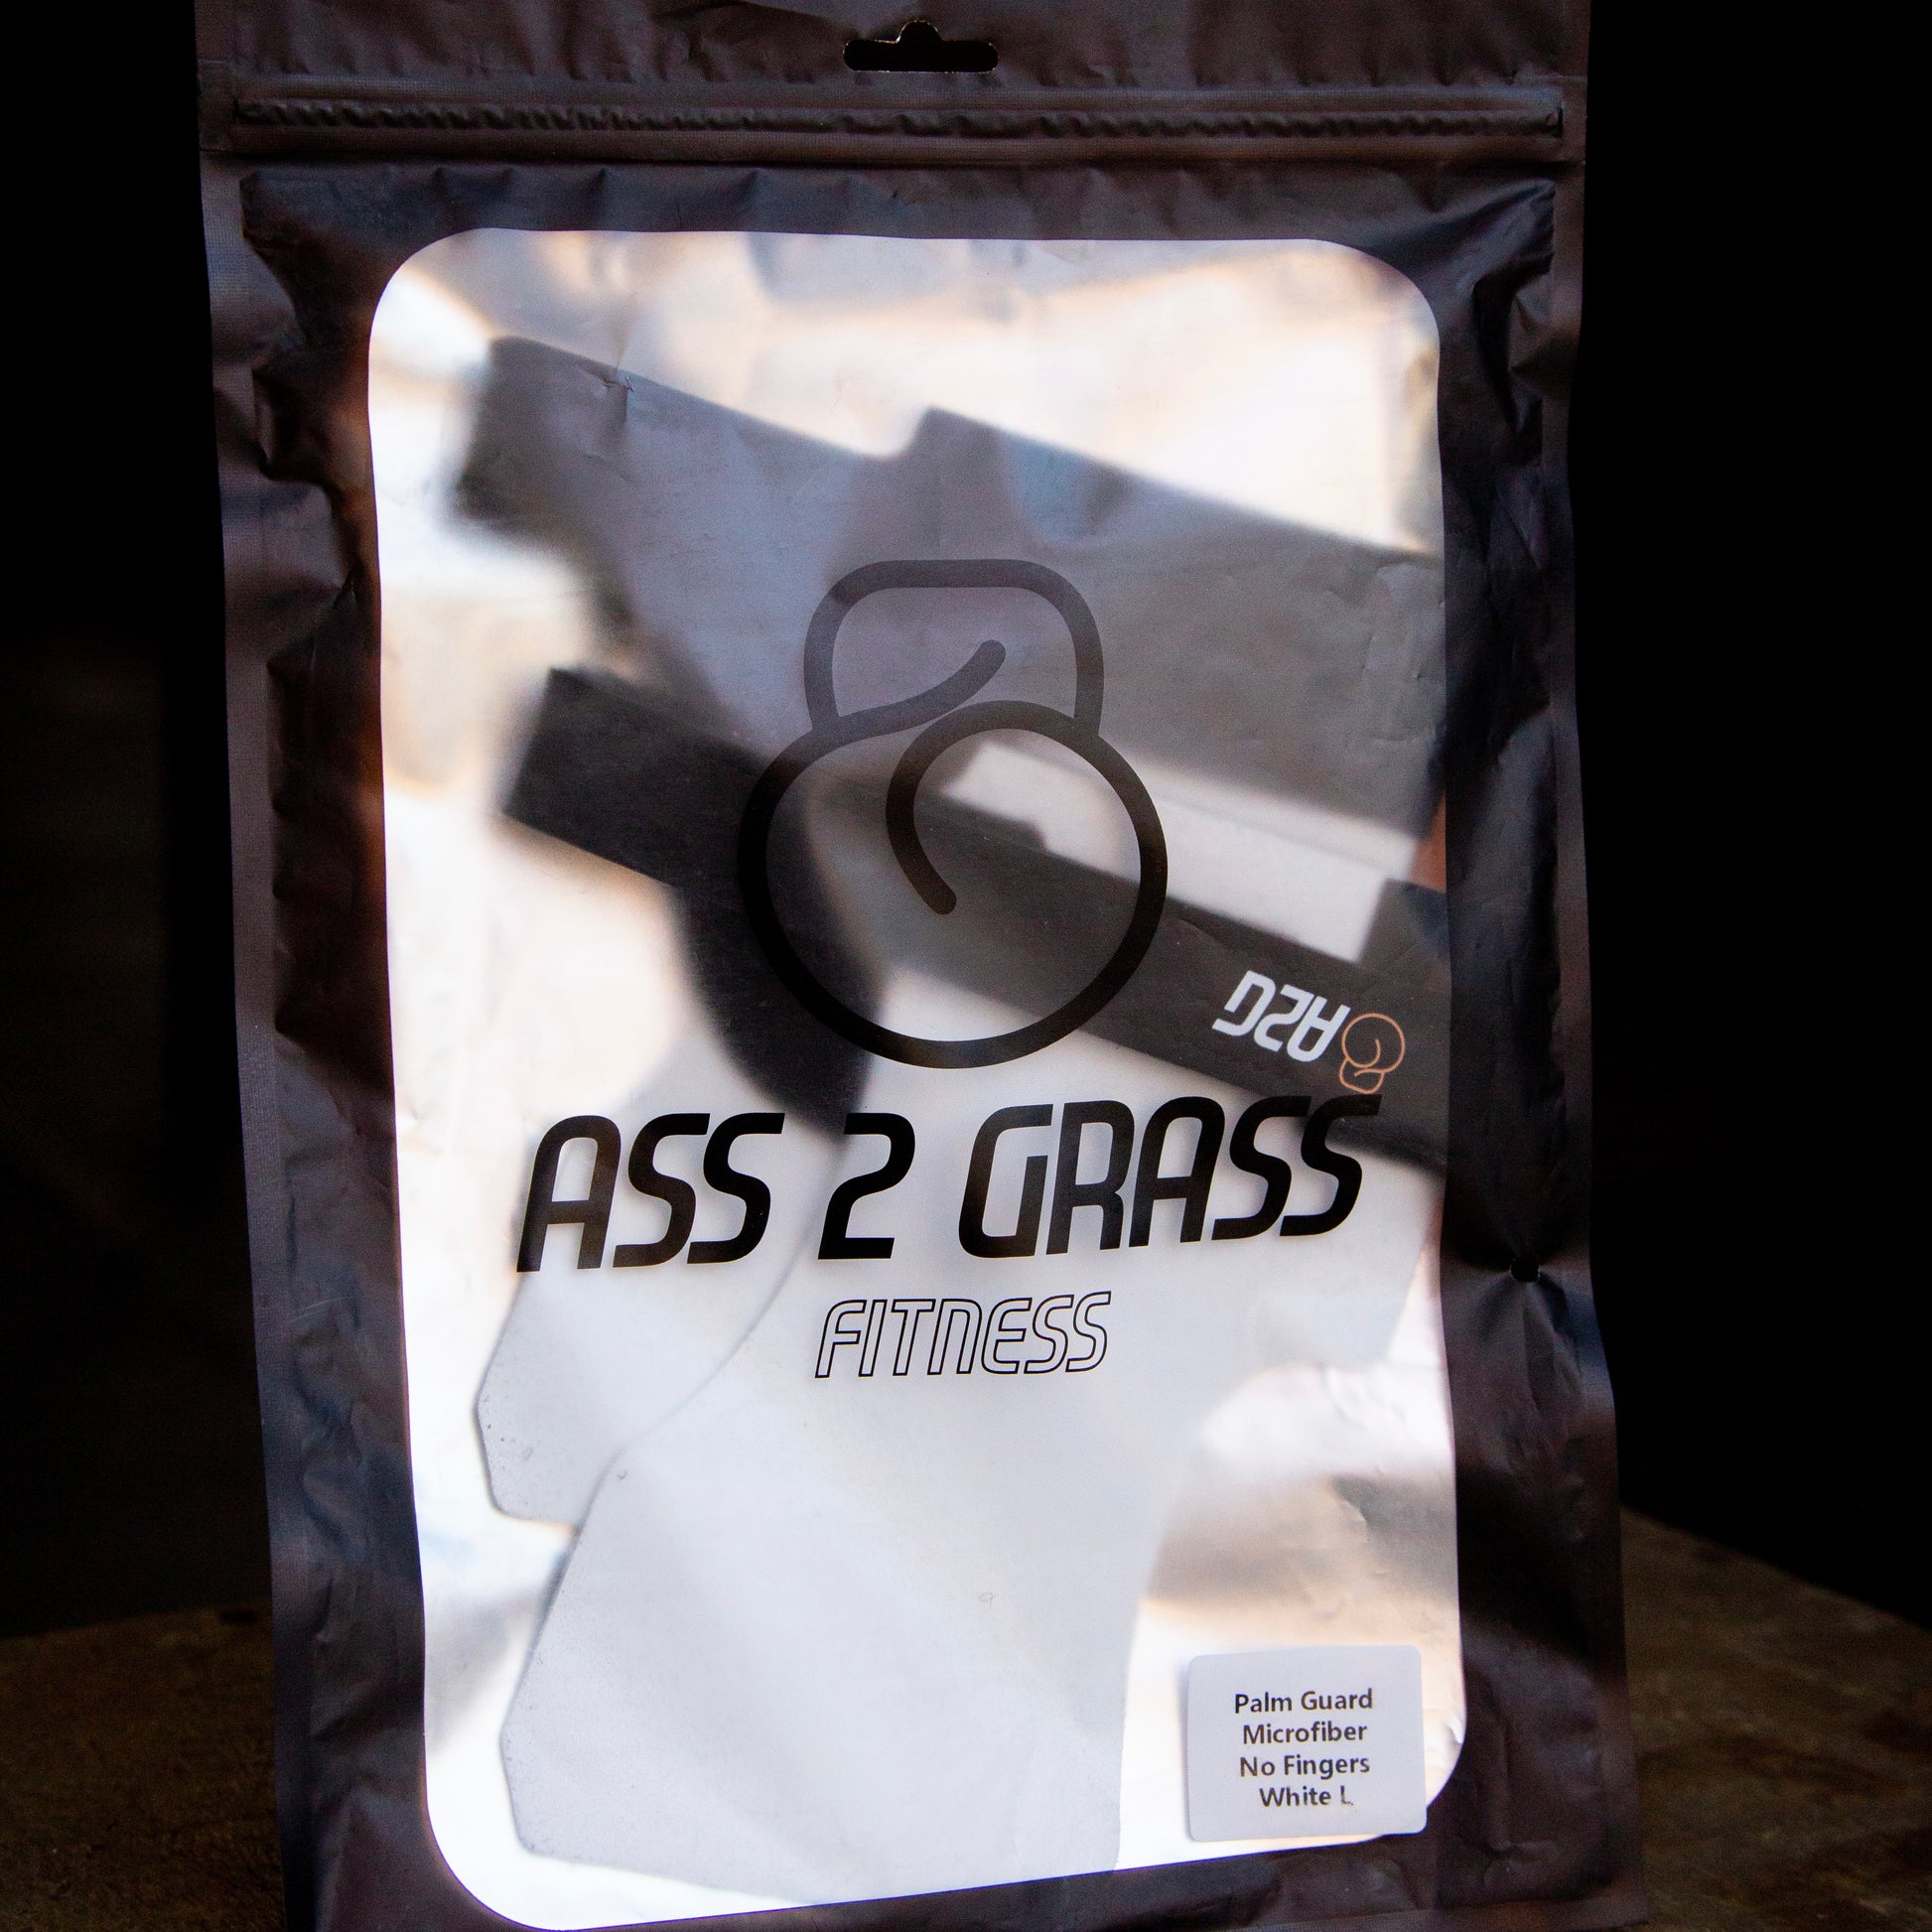 A2G
ASS 2 GRASS
FITNESS
Palm Guard
Microfiber
No Fingers
White L